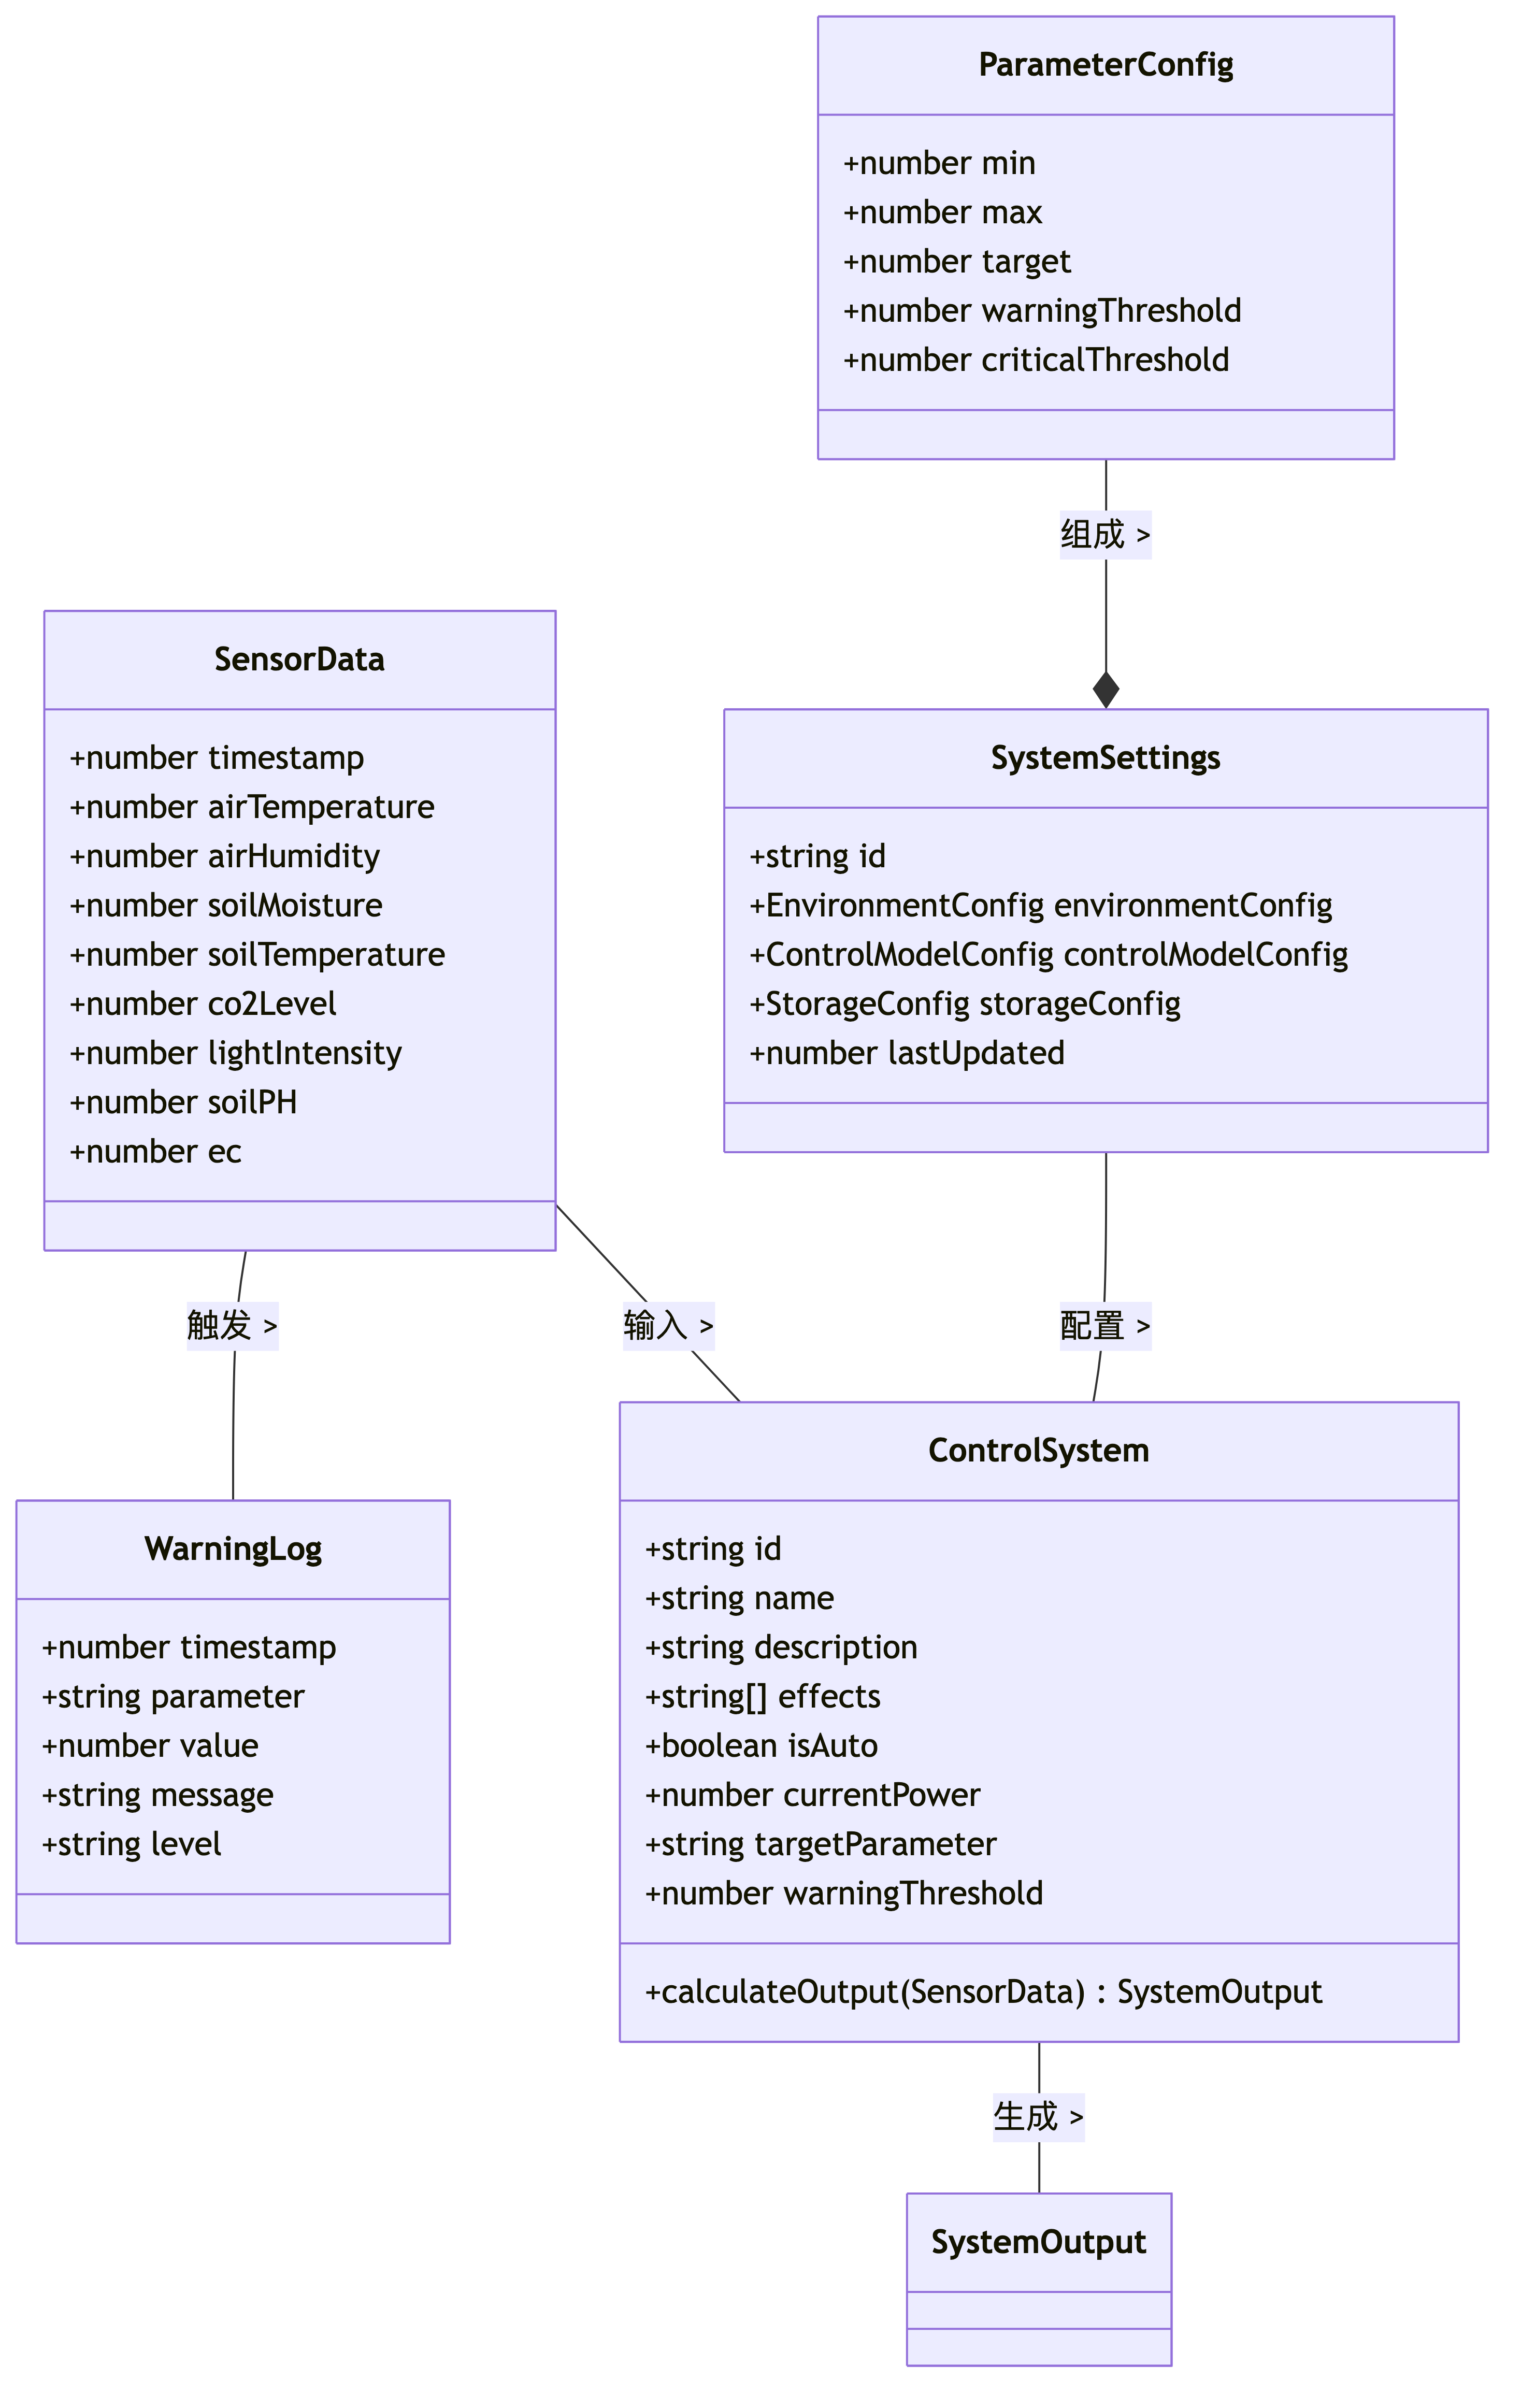 ParameterConfig
+number min
+number max
+number target
+number warningThreshold
+number criticalThreshold
组成 >
SensorData
+number timestamp
+number airTemperature
+number airHumidity
+number soilMoisture
+number soilTemperature
+number co2Level
+number lightIntensity
+number soilPH
+number ec
SystemSettings
+string id
+EnvironmentConfig environmentConfig
+ControlModelConfig controlModelConfig
+StorageConfig storageConfig
+number lastUpdated
触发 >
输入 >
配置 >
WarningLog
+number timestamp
+string parameter
+number value
+string message
+string level
ControlSystem
+string id
+string name
+string description
+string[] effects
+boolean isAuto
+number currentPower
+string targetParameter
+number warningThreshold
+calculateOutput(SensorData) : SystemOutput
生成 >
SystemOutput